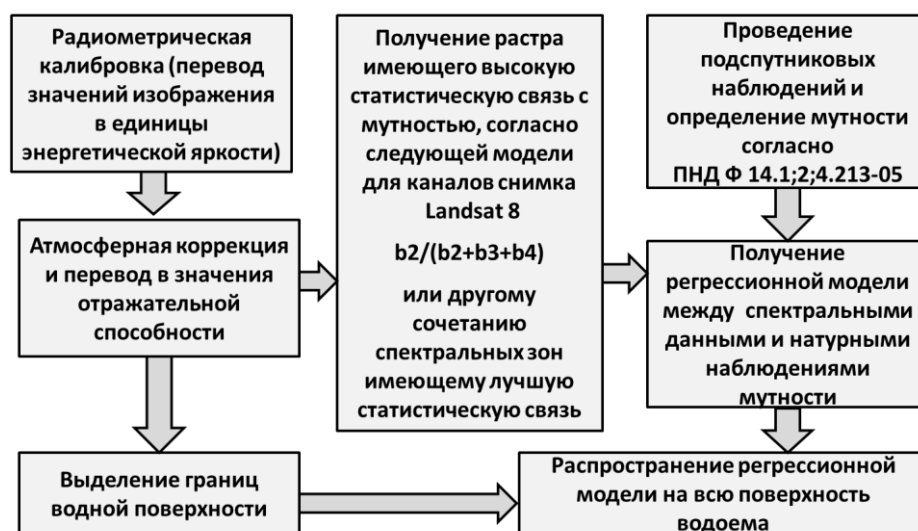 Радиометрическая
калибровка (перевод
значений изображения
в единицы
энергетической яркости)
Атмосферная коррекция
и перевод в значения
отражательной
способности
Выделение границ
водной поверхности
Получение растра
имеющего высокую
статистическую связь с
мутностью, согласно
следующей модели
для каналов снимка
Landsat 8
b2/(b2+b3+b4)
или другому
сочетанию
спектральных зон
имеющему лучшую
статистическую связь
Проведение
подспутниковых
наблюдений и
определение мутности
согласно
ПНД Ф 14.1;2;4.213-05
Получение
регрессионной модели
между спектральными
данными и натурными
наблюдениями
мутности
Распространение регрессионной
модели на всю поверхность
водоема